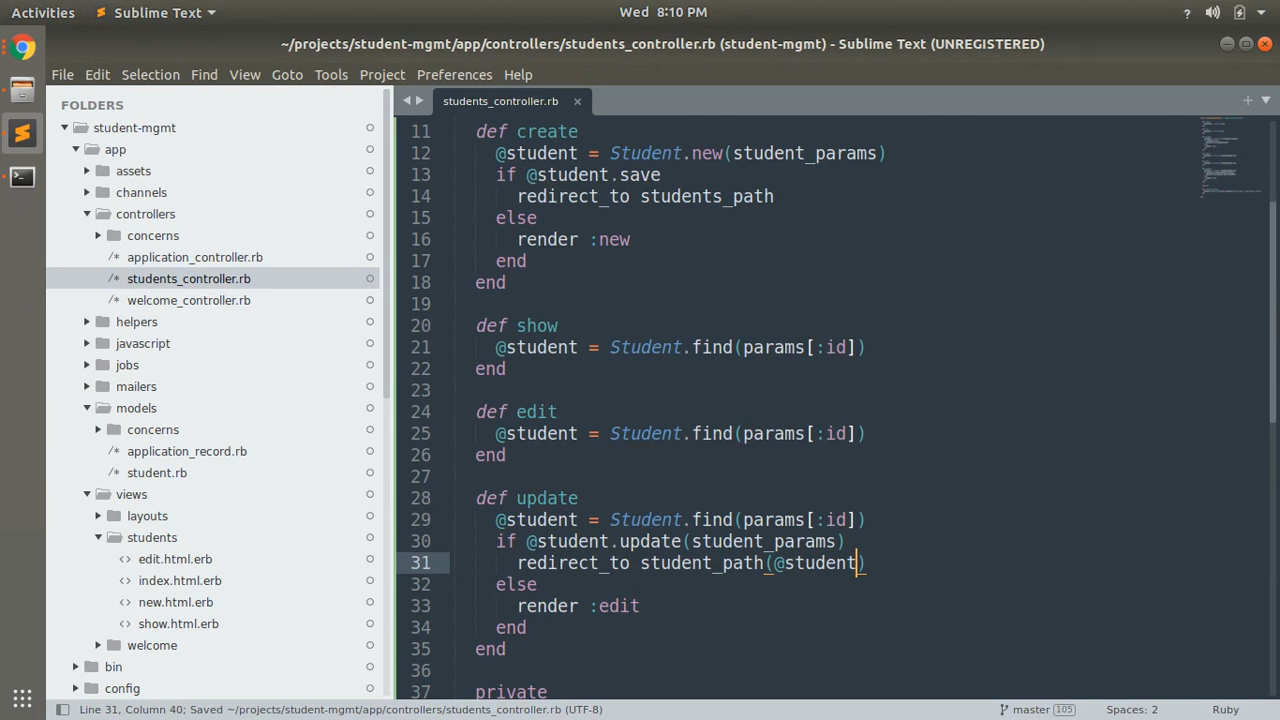 Activities Sublime Text Wed 8:10 PM ?
~/projects/student-mgmt/app/controllers/students_controller.rb (student-mgmt) - Sublime Text (UNREGISTERED)
File Edit Selection Find View Goto Tools Project Preferences Help
FOLDERS
student-mgmt
app
assets
channels
controllers
concerns
/* application_controller.rb
/* students_controller.rb
/* welcome_controller.rb
helpers
javascript
jobs
mailers
models
concerns
/* application_record.rb
/* student.rb
views
layouts
students
<> edit.html.erb
<> index.html.erb
<> new.html.erb
<> show.html.erb
welcome
bin
config
students_controller.rb ×
11 def create
12 @student = Student.new(student_params)
13 if @student.save
14 redirect_to students_path
15 else
16 render :new
17 end
18 end
19
20 def show
21 @student = Student.find(params[:id])
22 end
23
24 def edit
25 @student = Student.find(params[:id])
26 end
27
28 def update
29 @student = Student.find(params[:id])
30 if @student.update(student_params)
31 redirect_to student_path(@student)
32 else
33 render :edit
34 end
35 end
36
37 private
Line 31, Column 40; Saved ~/projects/student-mgmt/app/controllers/students_controller.rb (UTF-8) master 105 Spaces: 2 Ruby